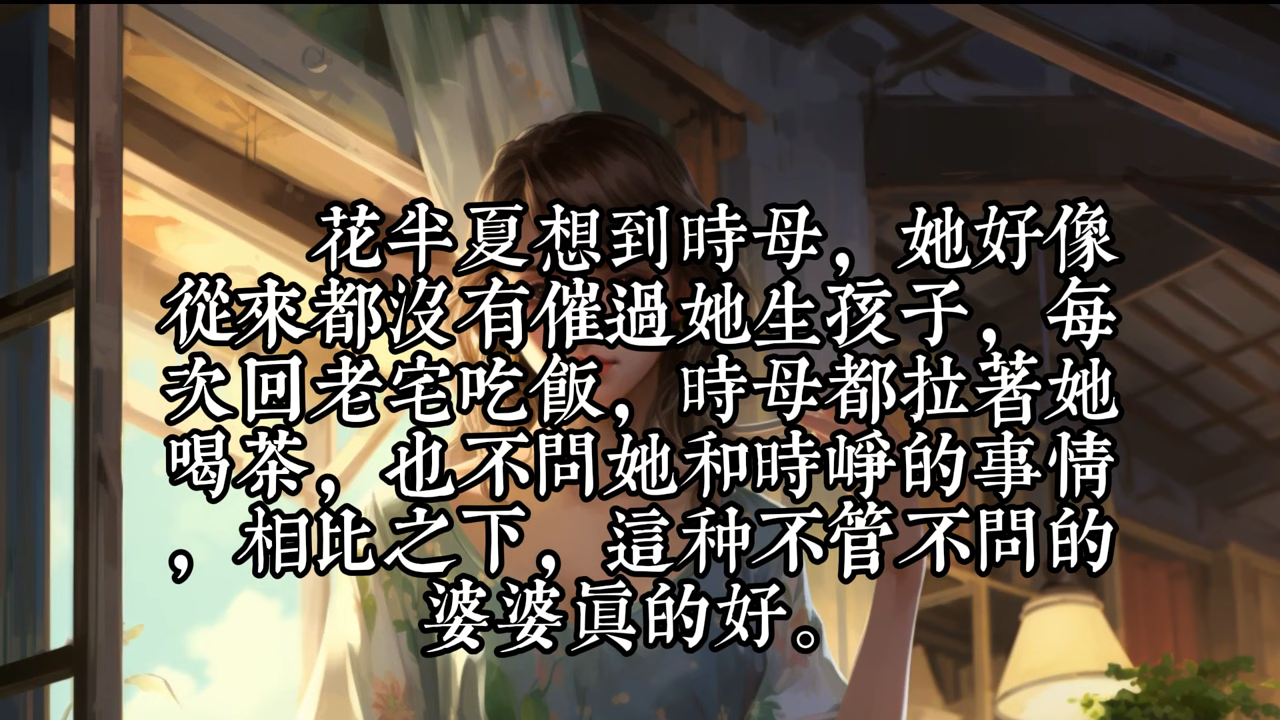 花半夏想到時母，她好像
從來都沒有催過她生孩子，每
次回老宅吃飯，時母都拉著她
喝茶，也不問她和時崢的事情
，相比之下，這种不管不問的
婆婆眞的好。